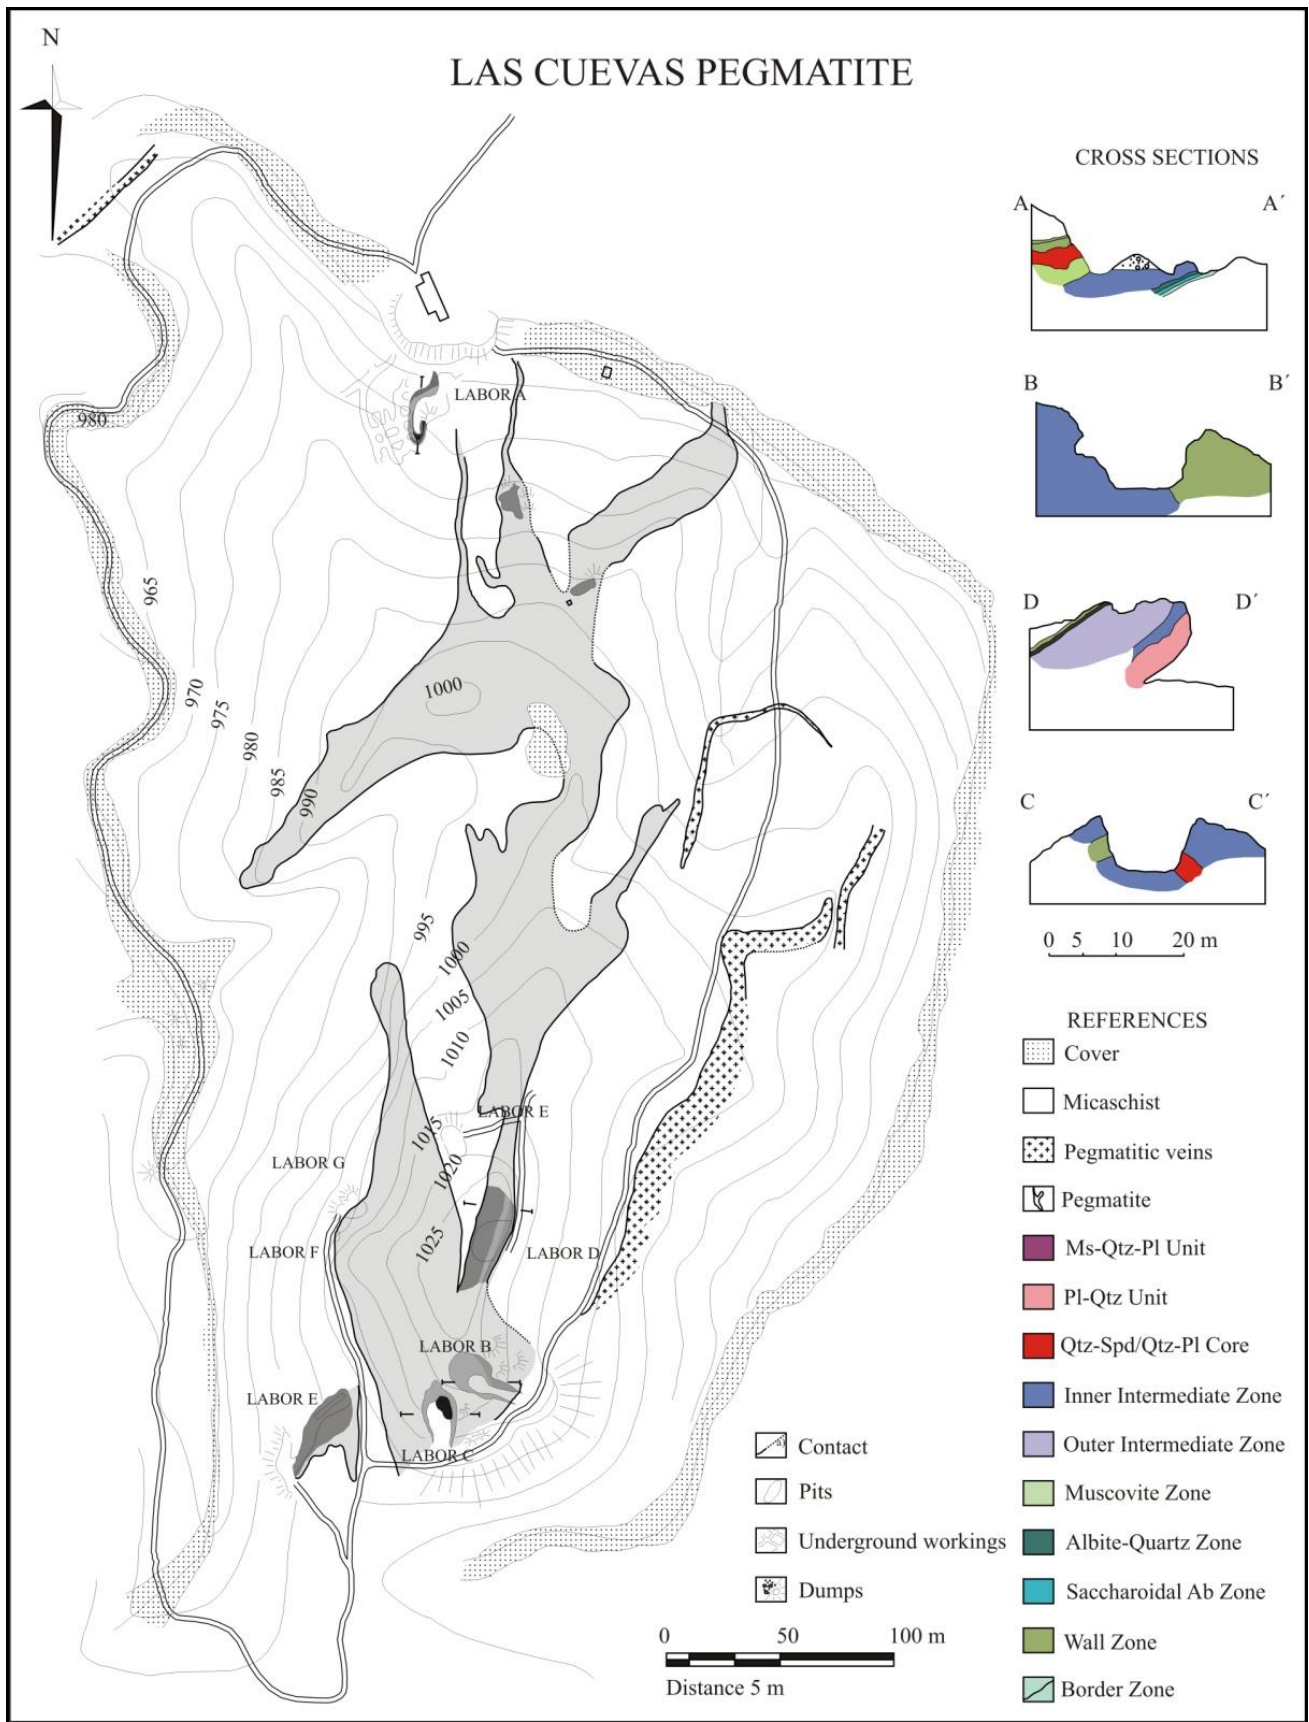 N
LAS CUEVAS PEGMATITE
CROSS SECTIONS
A A´
B B´
D D´
C C´
0 5 10 20 m
LABOR A
980
965
970
975
980
985
990
1000
995
1000
1005
1010
1015
1020
1025
LABOR E
LABOR G
LABOR F
LABOR D
LABOR B
LABOR E
LABOR C
REFERENCES
Cover
Micaschist
Pegmatitic veins
Pegmatite
Ms-Qtz-Pl Unit
Pl-Qtz Unit
Qtz-Spd/Qtz-Pl Core
Inner Intermediate Zone
Outer Intermediate Zone
Muscovite Zone
Albite-Quartz Zone
Saccharoidal Ab Zone
Wall Zone
Border Zone
Contact
Pits
Underground workings
Dumps
0 50 100 m
Distance 5 m